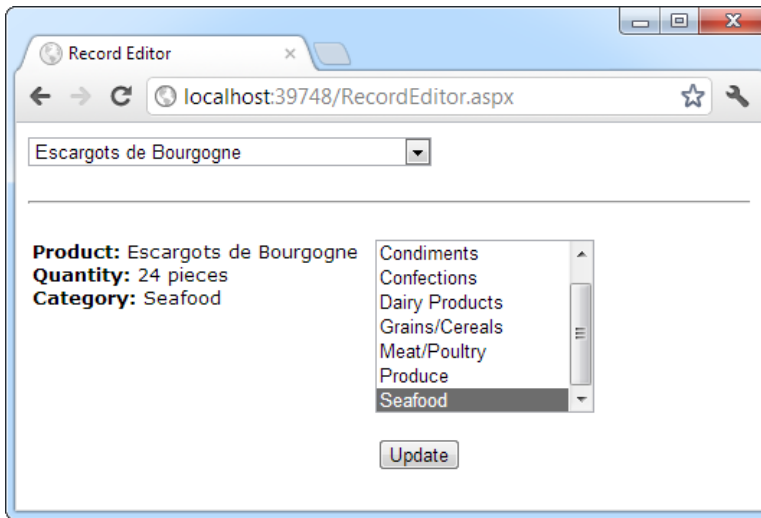 Record Editor
localhost:39748/RecordEditor.aspx
Escargots de Bourgogne
Product: Escargots de Bourgogne
Quantity: 24 pieces
Category: Seafood
Condiments
Confections
Dairy Products
Grains/Cereals
Meat/Poultry
Produce
Seafood
Update